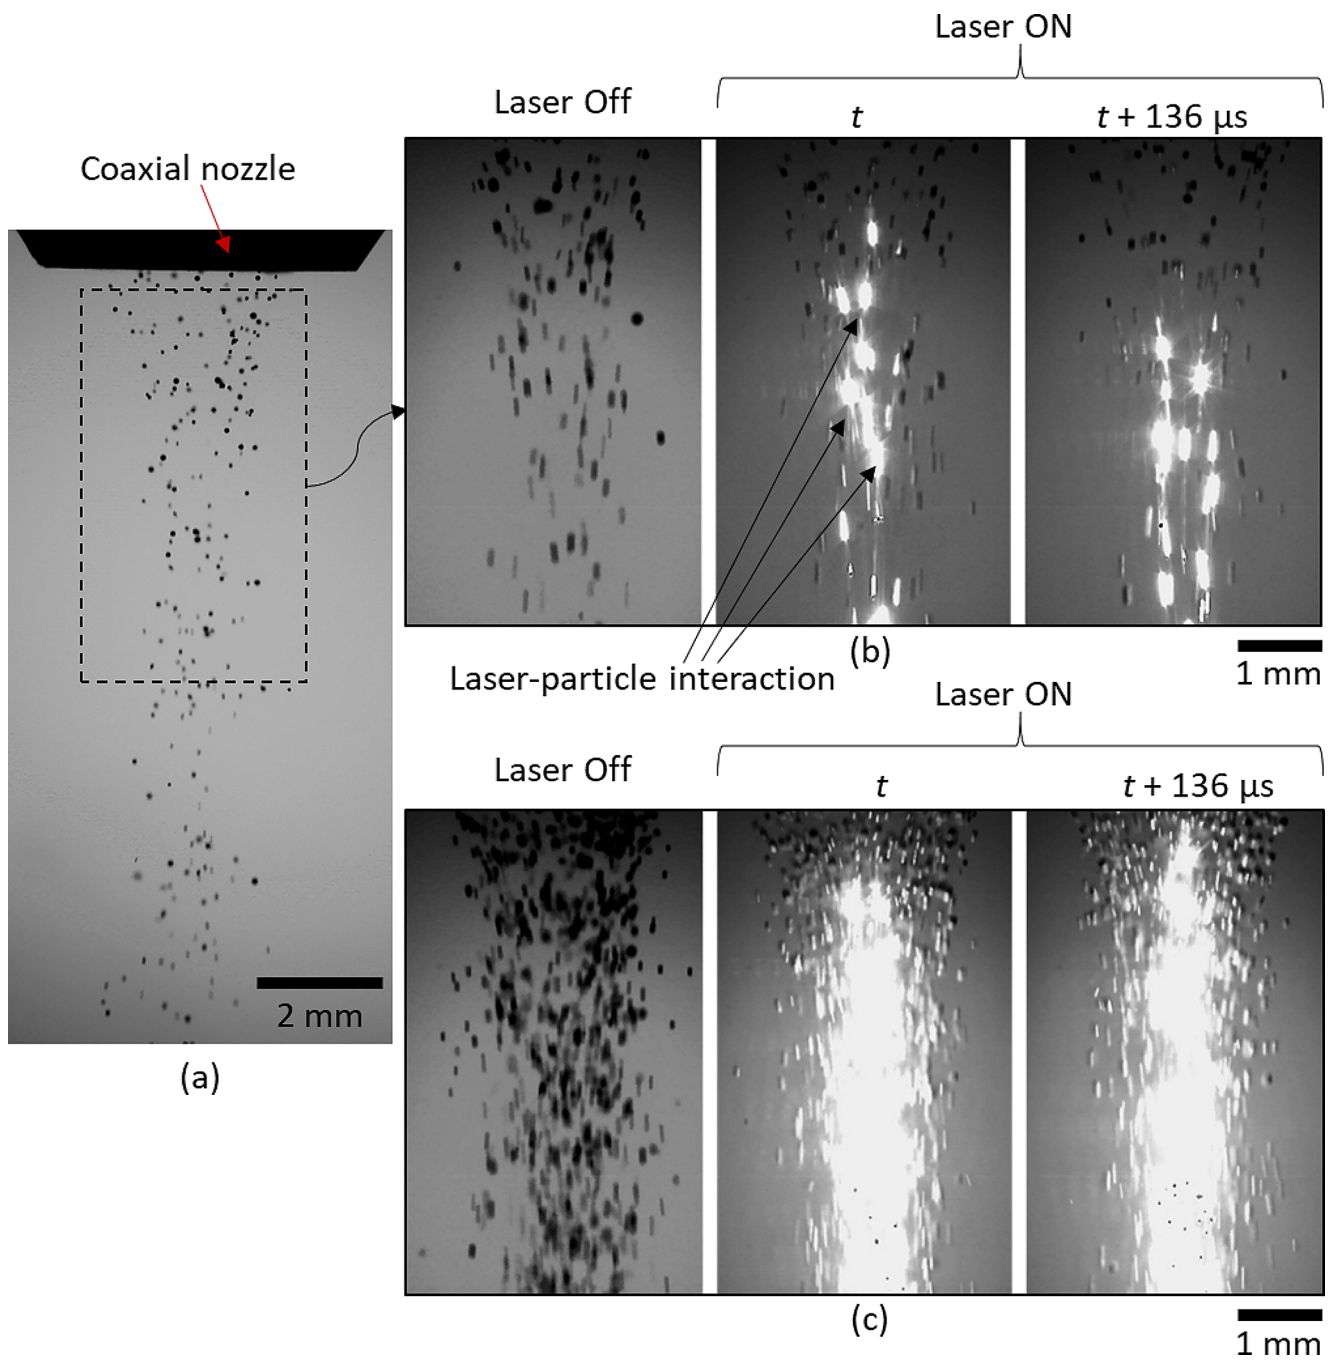 Laser ON
Laser Off
t
t + 136 µs
Coaxial nozzle
(b)
1 mm
Laser-particle interaction
Laser ON
Laser Off
t
t + 136 µs
2 mm
(a)
(c)
1 mm